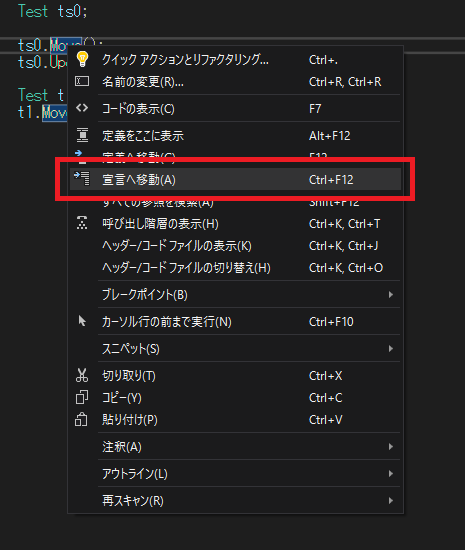 Test ts0;
ts0.Move();
ts0.Upd
クイック アクションとリファクタリング... Ctrl+.
名前の変更(R)... Ctrl+R, Ctrl+R
Test t
コードの表示(C) F7
t1.Move
定義をここに表示 Alt+F12
定義へ移動(G) F12
宣言へ移動(A) Ctrl+F12
すべての参照を検索(A) Shift+F12
呼び出し階層の表示(H) Ctrl+K, Ctrl+T
ヘッダー/コード ファイルの表示(K) Ctrl+K, Ctrl+J
ヘッダー/コード ファイルの切り替え(H) Ctrl+K, Ctrl+O
ブレークポイント(B)
カーソル行の前まで実行(N) Ctrl+F10
スニペット(S)
切り取り(T) Ctrl+X
コピー(Y) Ctrl+C
貼り付け(P) Ctrl+V
注釈(A)
アウトライン(L)
再スキャン(R)